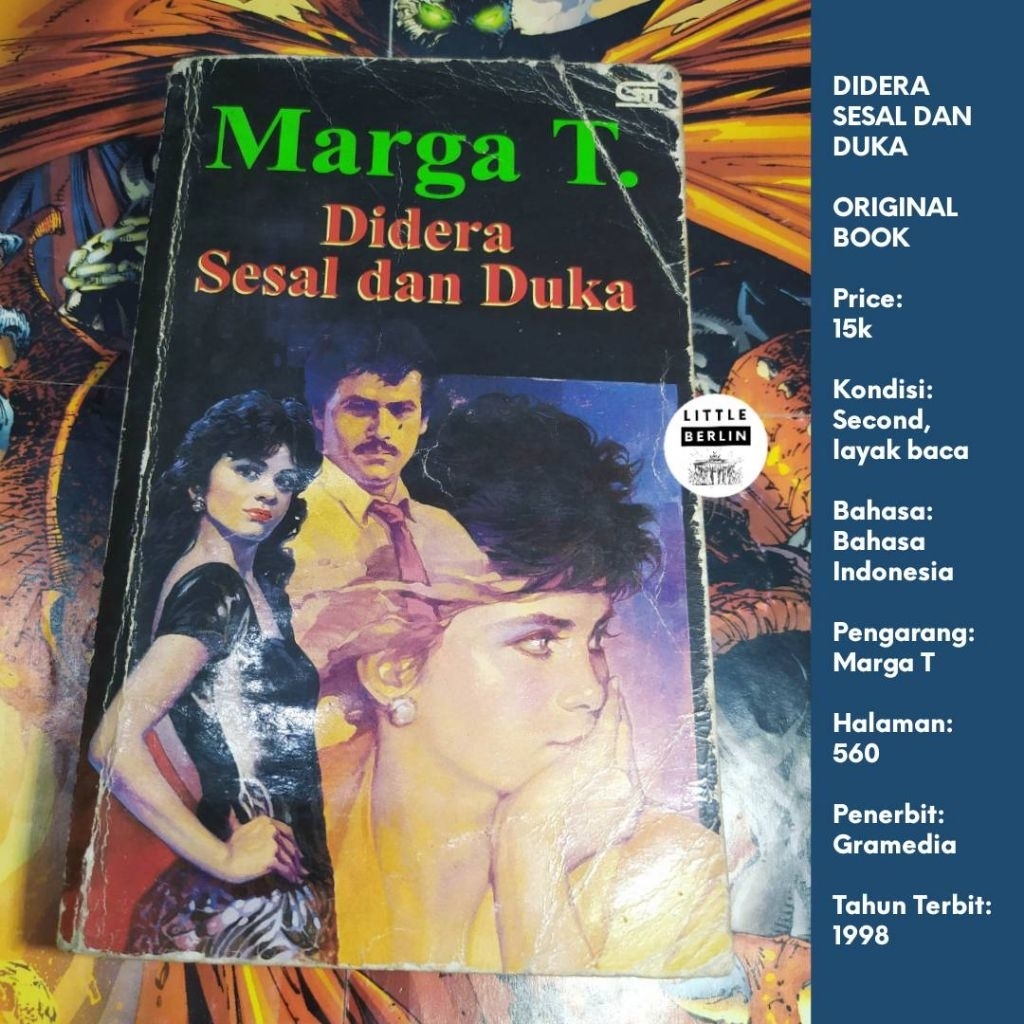 Marga T.
Didera
Sesal dan Duka
LITTLE
BERLIN
DIDERA
SESAL DAN
DUKA
ORIGINAL
BOOK
Price:
15k
Kondisi:
Second,
layak baca
Bahasa:
Bahasa
Indonesia
Pengarang:
Marga T
Halaman:
560
Penerbit:
Gramedia
Tahun Terbit:
1998